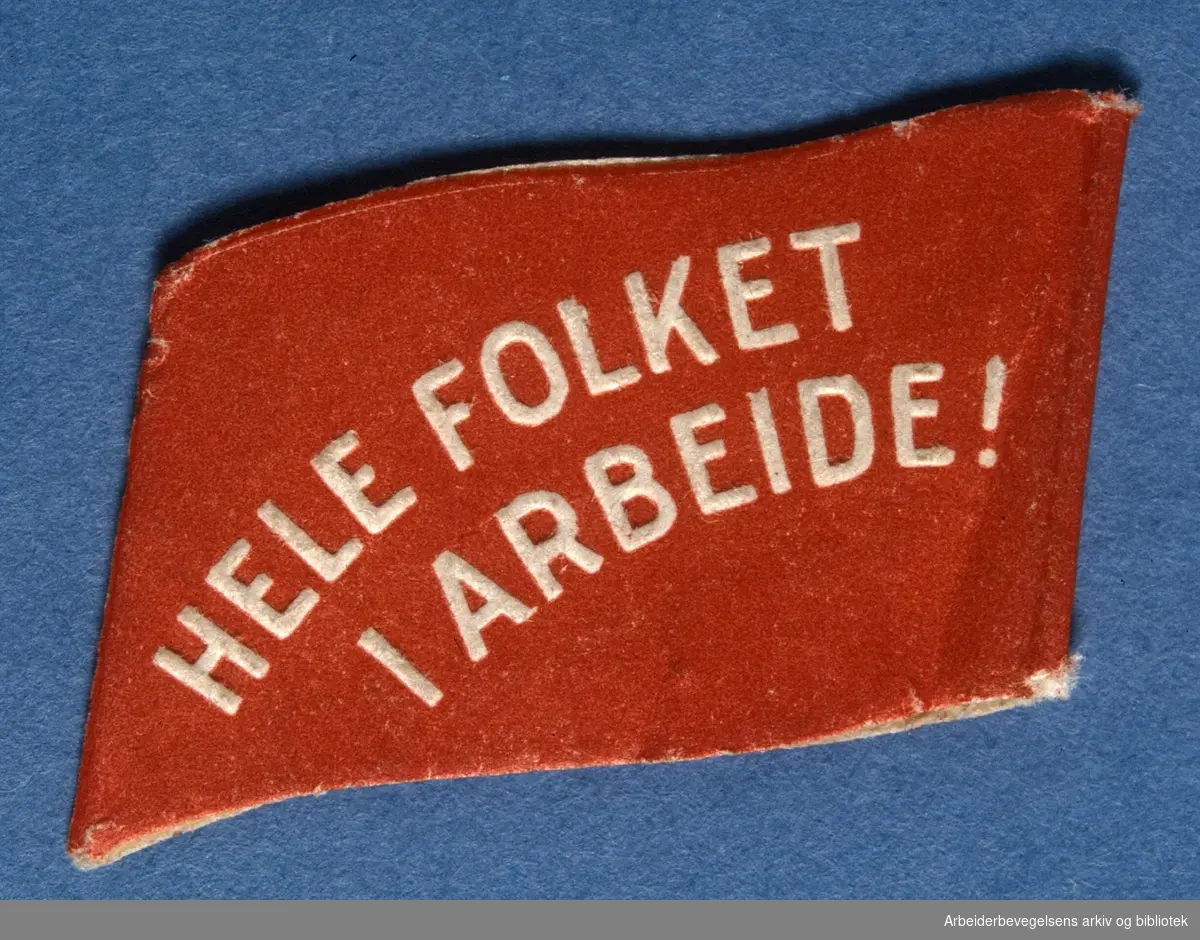 HELE FOLKET
I ARBEIDE!
Arbeiderbevegelsens arkiv og bibliotek